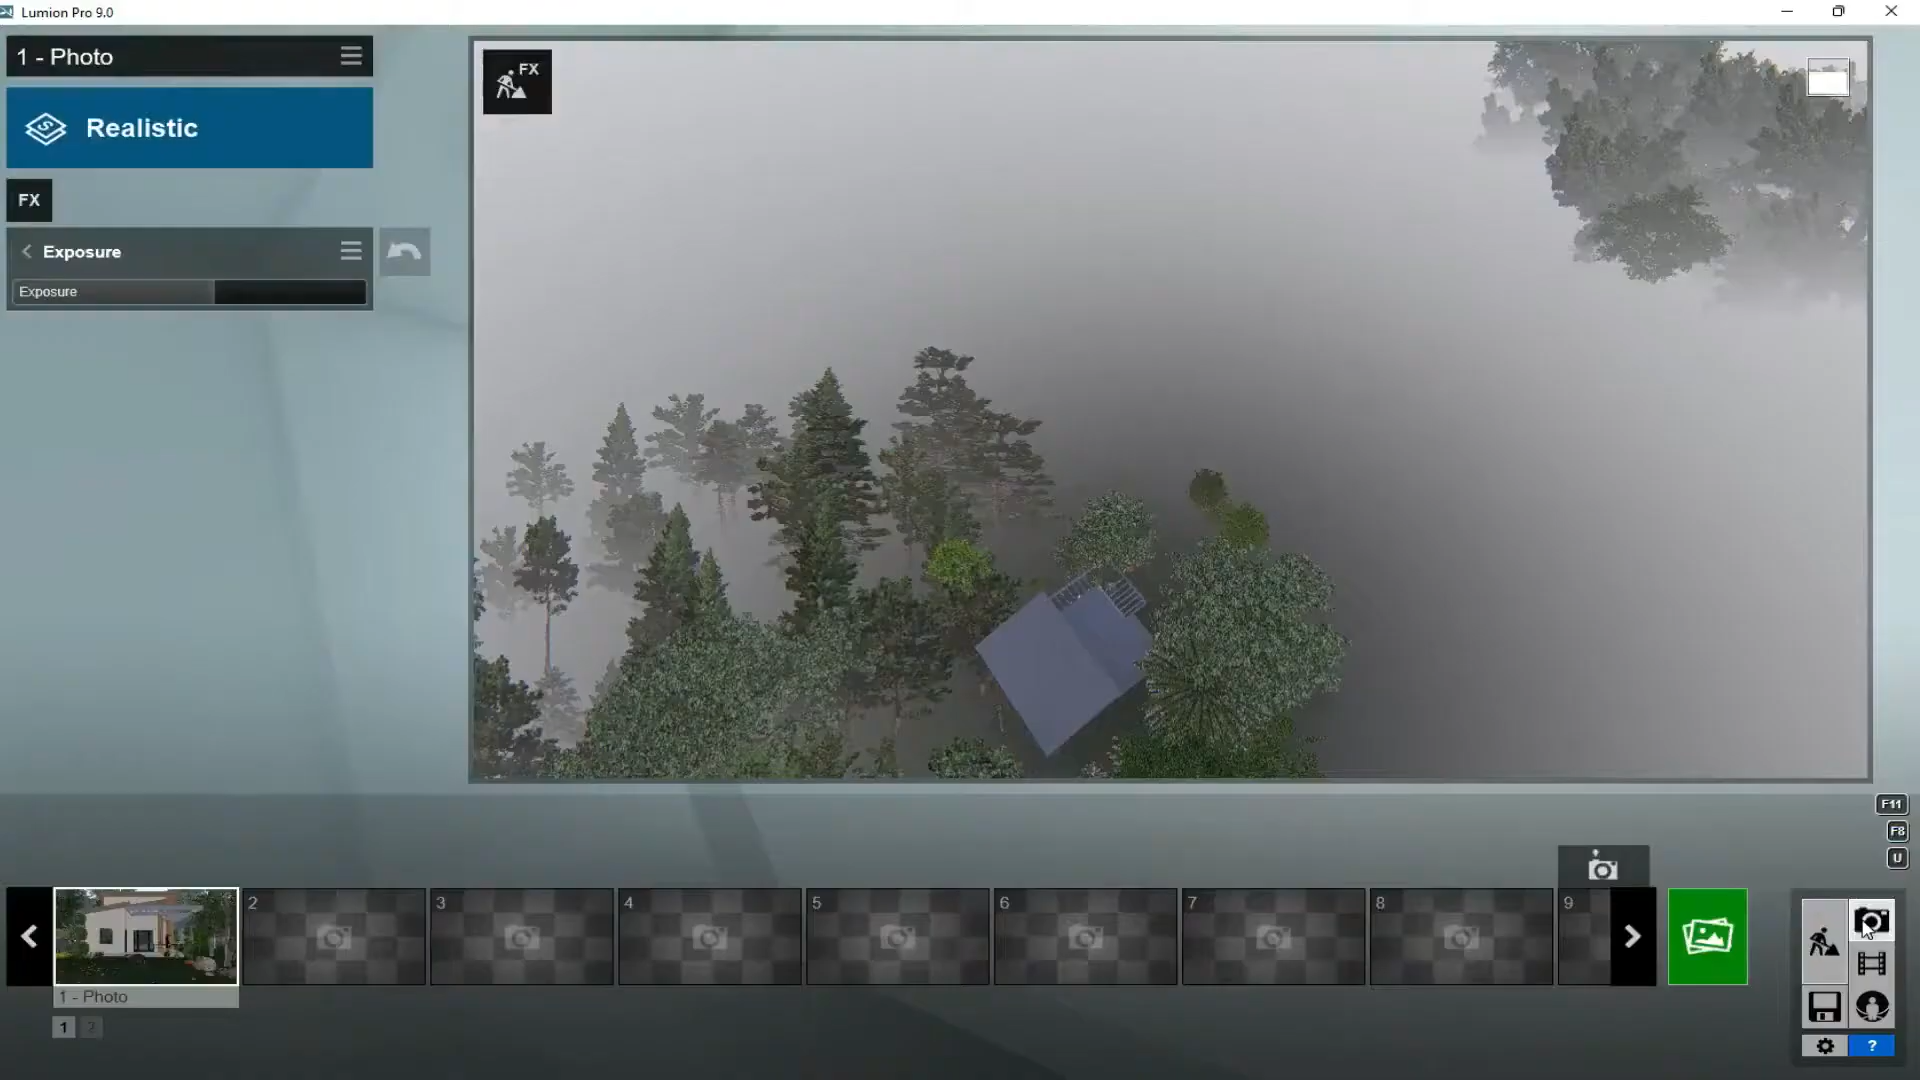 Lumion Pro 9.0
1 - Photo
Realistic
FX
Exposure
Exposure
FX
F11
F8
U
2
3
4
5
6
7
8
9
1 - Photo
1
2
?